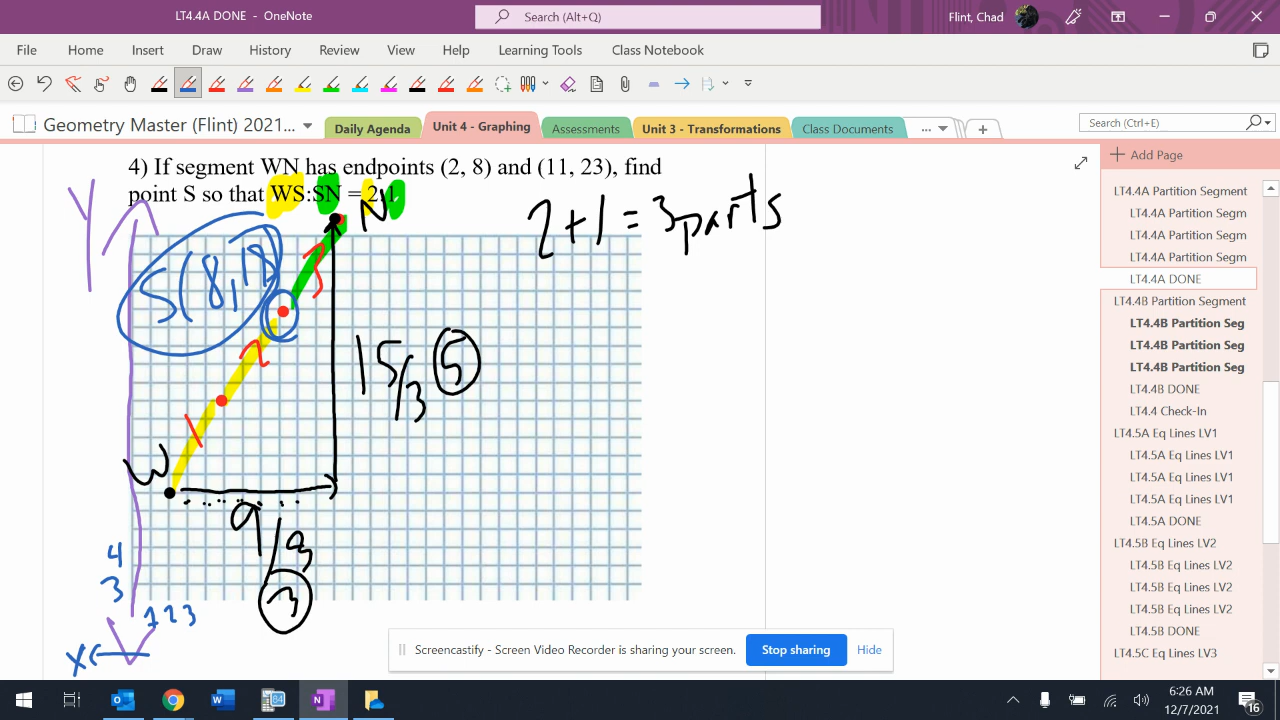 LT4.4A DONE - OneNote
Search (Alt+Q)
Flint, Chad
File Home Insert Draw History Review View Help Learning Tools Class Notebook
Geometry Master (Flint) 2021...
Daily Agenda
Unit 4 - Graphing
Assessments
Unit 3 - Transformations
Class Documents
...
Search (Ctrl+E)
4) If segment WN has endpoints (2, 8) and (11, 23), find
point S so that WS:SN = 2:1
2+1=3parts
Y
N
S(8,18)
3
2
1
15/3 5
W
9/3
3
4
3
1 2 3
X
Add Page
LT4.4A Partition Segment
LT4.4A Partition Segm
LT4.4A Partition Segm
LT4.4A Partition Segm
LT4.4A DONE
LT4.4B Partition Segment
LT4.4B Partition Seg
LT4.4B Partition Seg
LT4.4B Partition Seg
LT4.4B DONE
LT4.4 Check-In
LT4.5A Eq Lines LV1
LT4.5A Eq Lines LV1
LT4.5A Eq Lines LV1
LT4.5A Eq Lines LV1
LT4.5A DONE
LT4.5B Eq Lines LV2
LT4.5B Eq Lines LV2
LT4.5B Eq Lines LV2
LT4.5B Eq Lines LV2
LT4.5B DONE
LT4.5C Eq Lines LV3
Screencastify - Screen Video Recorder is sharing your screen.
Stop sharing
Hide
84
6:26 AM
12/7/2021
16